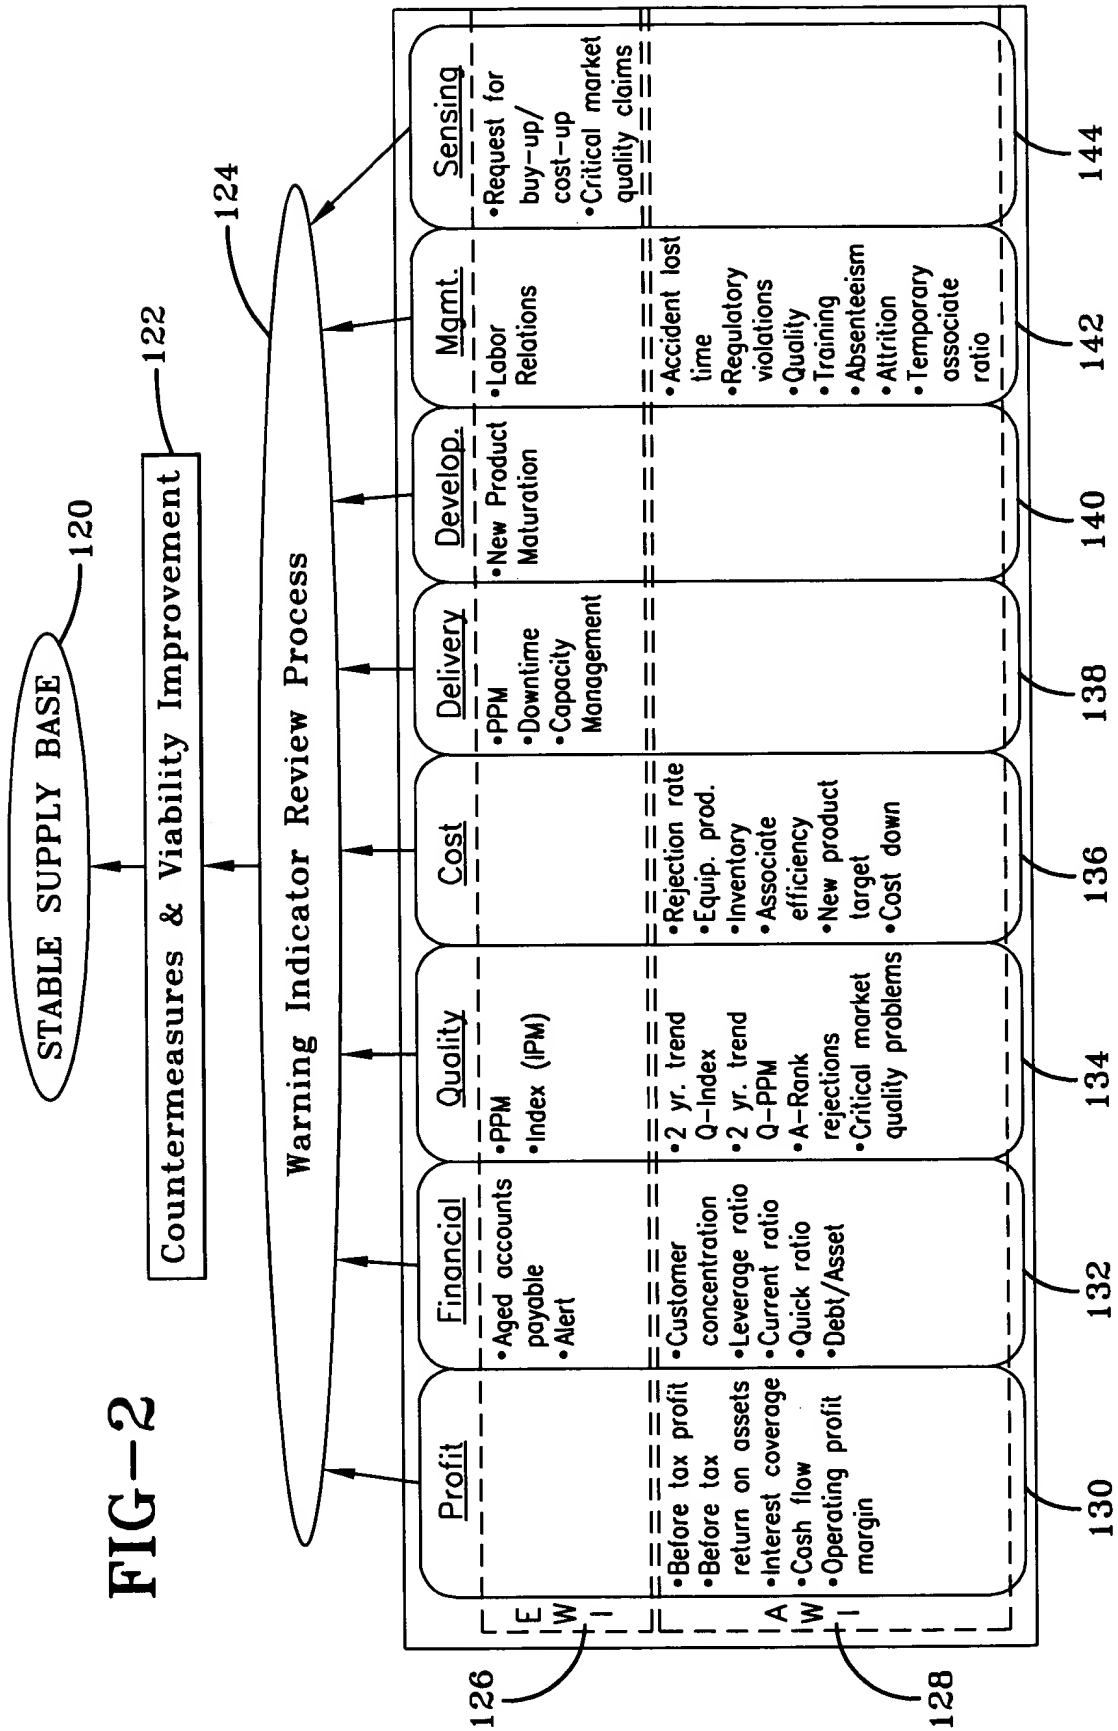 FIG-2
STABLE SUPPLY BASE
120
Countermeasures & Viability Improvement
122
124
Warning Indicator Review Process
126
EWI
128
AWI
Profit
•Before tax profit
•Before tax
return on assets
•Interest coverage
•Cash flow
•Operating profit
margin
130
Financial
•Aged accounts
payable
•Alert
•Customer
concentration
•Leverage ratio
•Current ratio
•Quick ratio
•Debt/Asset
132
Quality
•PPM
•Index (IPM)
•2 yr. trend
Q-Index
•2 yr. trend
Q-PPM
•A-Rank
rejections
•Critical market
quality problems
134
Cost
•Rejection rate
•Equip. prod.
•Inventory
•Associate
efficiency
•New product
target
•Cost down
136
Delivery
•PPM
•Downtime
•Capacity
Management
138
Develop.
•New Product
Maturation
140
Mgmt.
•Labor
Relations
•Accident lost
time
•Regulatory
violations
•Quality
•Training
•Absenteeism
•Attrition
•Temporary
associate
ratio
142
Sensing
•Request for
buy-up/
cost-up
•Critical market
quality claims
144